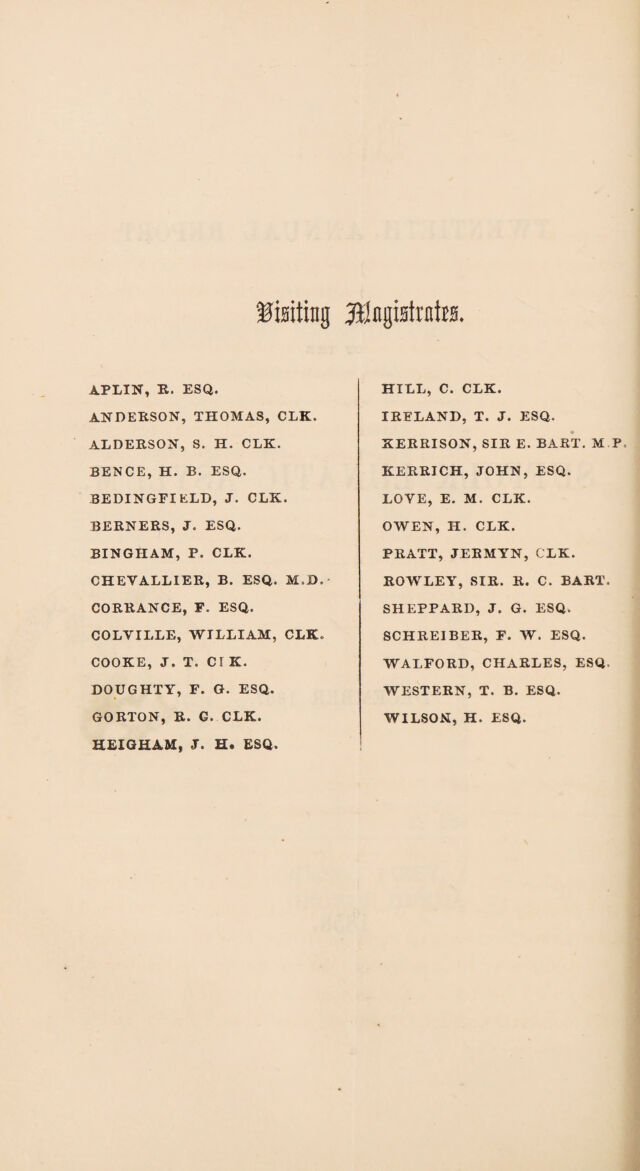 Visiting Magistrates.
APLIN, R. ESQ.
ANDERSON, THOMAS, CLK.
ALDERSON, S. H. CLK.
BENCE, H. B. ESQ.
BEDINGFIELD, J. CLK.
BERNERS, J. ESQ.
BINGHAM, P. CLK.
CHEVALLIER, B. ESQ. M.D.
CORRANCE, F. ESQ.
COLVILLE, WILLIAM, CLK.
COOKE, J. T. CLK.
DOUGHTY, F. G. ESQ.
GORTON, R. G. CLK.
HEIGHAM, J. H. ESQ.
HILL, C. CLK.
IRELAND, T. J. ESQ.
KERRISON, SIR E. BART. M.P.
KERRICH, JOHN, ESQ.
LOVE, E. M. CLK.
OWEN, H. CLK.
PRATT, JERMYN, CLK.
ROWLEY, SIR. R. C. BART.
SHEPPARD, J. G. ESQ.
SCHREIBER, F. W. ESQ.
WALFORD, CHARLES, ESQ.
WESTERN, T. B. ESQ.
WILSON, H. ESQ.